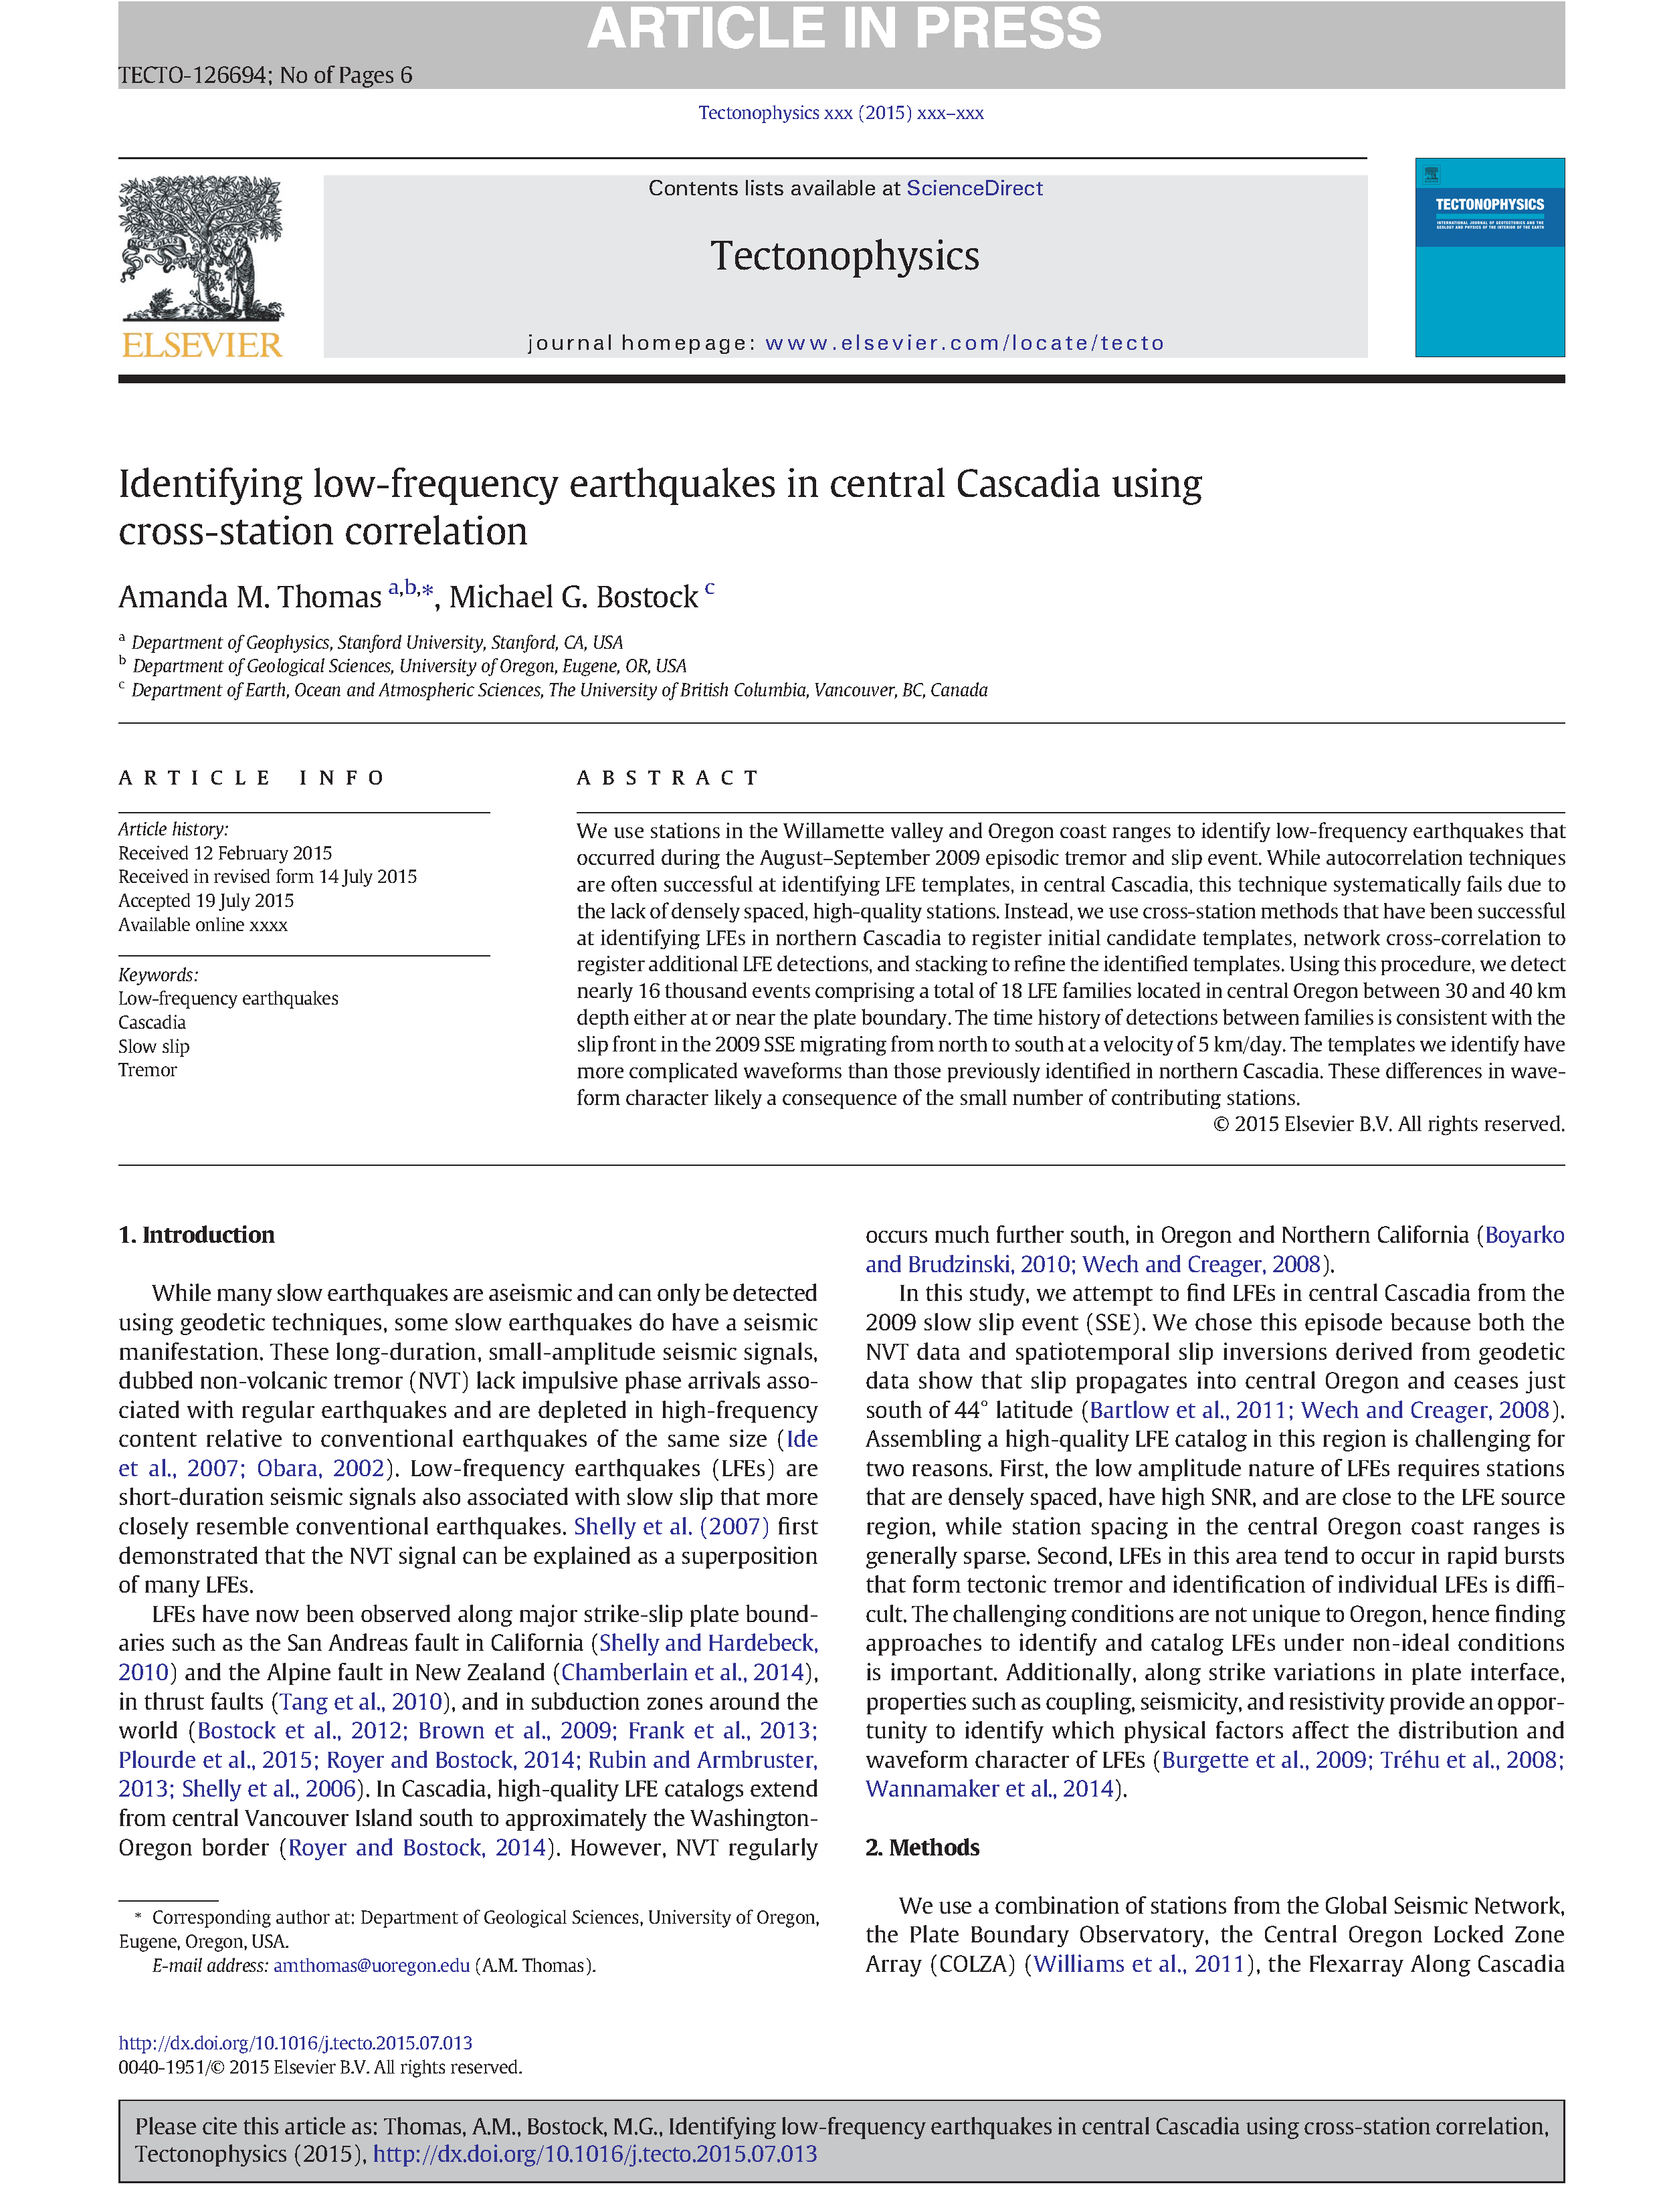 ARTICLE IN PRESS
TECTO-126694; No of Pages 6
Tectonophysics xxx (2015) xxx–xxx
Contents lists available at ScienceDirect
Tectonophysics
journal homepage: www.elsevier.com/locate/tecto
ELSEVIER
TECTONOPHYSICS
INTERNATIONAL JOURNAL OF GEOTECTONICS AND THE
GEOLOGY AND PHYSICS OF THE INTERIOR OF THE EARTH
Identifying low-frequency earthquakes in central Cascadia using
cross-station correlation
Amanda M. Thomas a,b,*, Michael G. Bostock c
a Department of Geophysics, Stanford University, Stanford, CA, USA
b Department of Geological Sciences, University of Oregon, Eugene, OR, USA
c Department of Earth, Ocean and Atmospheric Sciences, The University of British Columbia, Vancouver, BC, Canada
ARTICLE INFO
Article history:
Received 12 February 2015
Received in revised form 14 July 2015
Accepted 19 July 2015
Available online xxxx
Keywords:
Low-frequency earthquakes
Cascadia
Slow slip
Tremor
ABSTRACT
We use stations in the Willamette valley and Oregon coast ranges to identify low-frequency earthquakes that
occurred during the August–September 2009 episodic tremor and slip event. While autocorrelation techniques
are often successful at identifying LFE templates, in central Cascadia, this technique systematically fails due to
the lack of densely spaced, high-quality stations. Instead, we use cross-station methods that have been successful
at identifying LFEs in northern Cascadia to register initial candidate templates, network cross-correlation to
register additional LFE detections, and stacking to refine the identified templates. Using this procedure, we detect
nearly 16 thousand events comprising a total of 18 LFE families located in central Oregon between 30 and 40 km
depth either at or near the plate boundary. The time history of detections between families is consistent with the
slip front in the 2009 SSE migrating from north to south at a velocity of 5 km/day. The templates we identify have
more complicated waveforms than those previously identified in northern Cascadia. These differences in wave-
form character likely a consequence of the small number of contributing stations.
© 2015 Elsevier B.V. All rights reserved.
1. Introduction
While many slow earthquakes are aseismic and can only be detected
using geodetic techniques, some slow earthquakes do have a seismic
manifestation. These long-duration, small-amplitude seismic signals,
dubbed non-volcanic tremor (NVT) lack impulsive phase arrivals asso-
ciated with regular earthquakes and are depleted in high-frequency
content relative to conventional earthquakes of the same size (Ide
et al., 2007; Obara, 2002). Low-frequency earthquakes (LFEs) are
short-duration seismic signals also associated with slow slip that more
closely resemble conventional earthquakes. Shelly et al. (2007) first
demonstrated that the NVT signal can be explained as a superposition
of many LFEs.
LFEs have now been observed along major strike-slip plate bound-
aries such as the San Andreas fault in California (Shelly and Hardebeck,
2010) and the Alpine fault in New Zealand (Chamberlain et al., 2014),
in thrust faults (Tang et al., 2010), and in subduction zones around the
world (Bostock et al., 2012; Brown et al., 2009; Frank et al., 2013;
Plourde et al., 2015; Royer and Bostock, 2014; Rubin and Armbruster,
2013; Shelly et al., 2006). In Cascadia, high-quality LFE catalogs extend
from central Vancouver Island south to approximately the Washington-
Oregon border (Royer and Bostock, 2014). However, NVT regularly
occurs much further south, in Oregon and Northern California (Boyarko
and Brudzinski, 2010; Wech and Creager, 2008).
In this study, we attempt to find LFEs in central Cascadia from the
2009 slow slip event (SSE). We chose this episode because both the
NVT data and spatiotemporal slip inversions derived from geodetic
data show that slip propagates into central Oregon and ceases just
south of 44° latitude (Bartlow et al., 2011; Wech and Creager, 2008).
Assembling a high-quality LFE catalog in this region is challenging for
two reasons. First, the low amplitude nature of LFEs requires stations
that are densely spaced, have high SNR, and are close to the LFE source
region, while station spacing in the central Oregon coast ranges is
generally sparse. Second, LFEs in this area tend to occur in rapid bursts
that form tectonic tremor and identification of individual LFEs is diffi-
cult. The challenging conditions are not unique to Oregon, hence finding
approaches to identify and catalog LFEs under non-ideal conditions
is important. Additionally, along strike variations in plate interface,
properties such as coupling, seismicity, and resistivity provide an oppor-
tunity to identify which physical factors affect the distribution and
waveform character of LFEs (Burgette et al., 2009; Tréhu et al., 2008;
Wannamaker et al., 2014).
2. Methods
We use a combination of stations from the Global Seismic Network,
the Plate Boundary Observatory, the Central Oregon Locked Zone
Array (COLZA) (Williams et al., 2011), the Flexarray Along Cascadia
* Corresponding author at: Department of Geological Sciences, University of Oregon,
Eugene, Oregon, USA.
E-mail address: amthomas@uoregon.edu (A.M. Thomas).
http://dx.doi.org/10.1016/j.tecto.2015.07.013
0040-1951/© 2015 Elsevier B.V. All rights reserved.
Please cite this article as: Thomas, A.M., Bostock, M.G., Identifying low-frequency earthquakes in central Cascadia using cross-station correlation,
Tectonophysics (2015), http://dx.doi.org/10.1016/j.tecto.2015.07.013